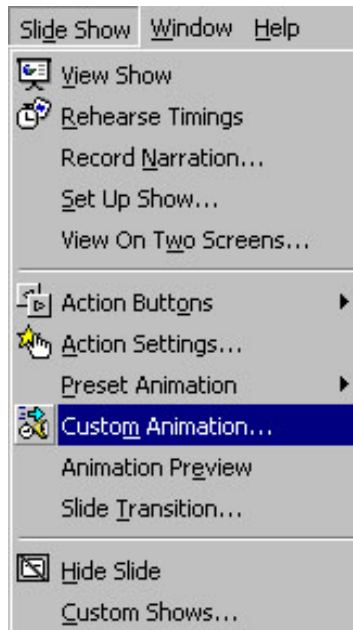 Slide Show Window Help
View Show
Rehearse Timings
Record Narration...
Set Up Show...
View On Two Screens...
Action Buttons
Action Settings...
Preset Animation
Custom Animation...
Animation Preview
Slide Transition...
Hide Slide
Custom Shows...